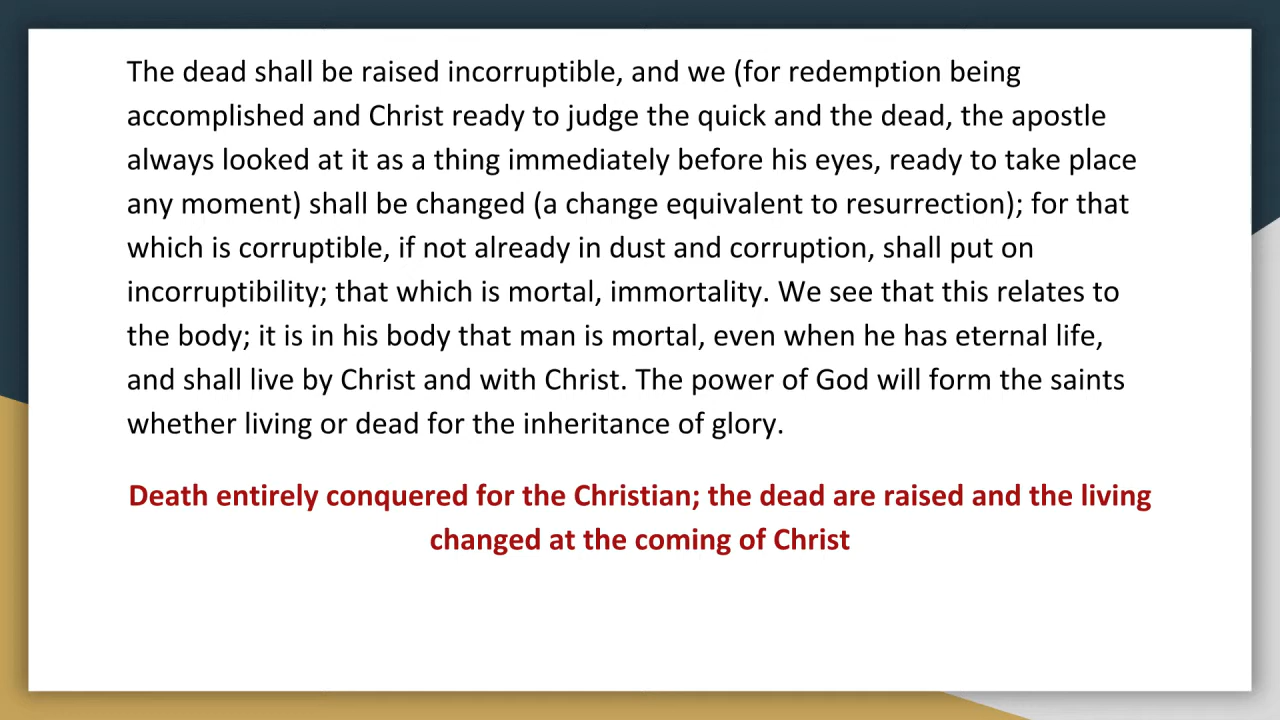 The dead shall be raised incorruptible, and we (for redemption being
accomplished and Christ ready to judge the quick and the dead, the apostle
always looked at it as a thing immediately before his eyes, ready to take place
any moment) shall be changed (a change equivalent to resurrection); for that
which is corruptible, if not already in dust and corruption, shall put on
incorruptibility; that which is mortal, immortality. We see that this relates to
the body; it is in his body that man is mortal, even when he has eternal life,
and shall live by Christ and with Christ. The power of God will form the saints
whether living or dead for the inheritance of glory.
Death entirely conquered for the Christian; the dead are raised and the living
changed at the coming of Christ